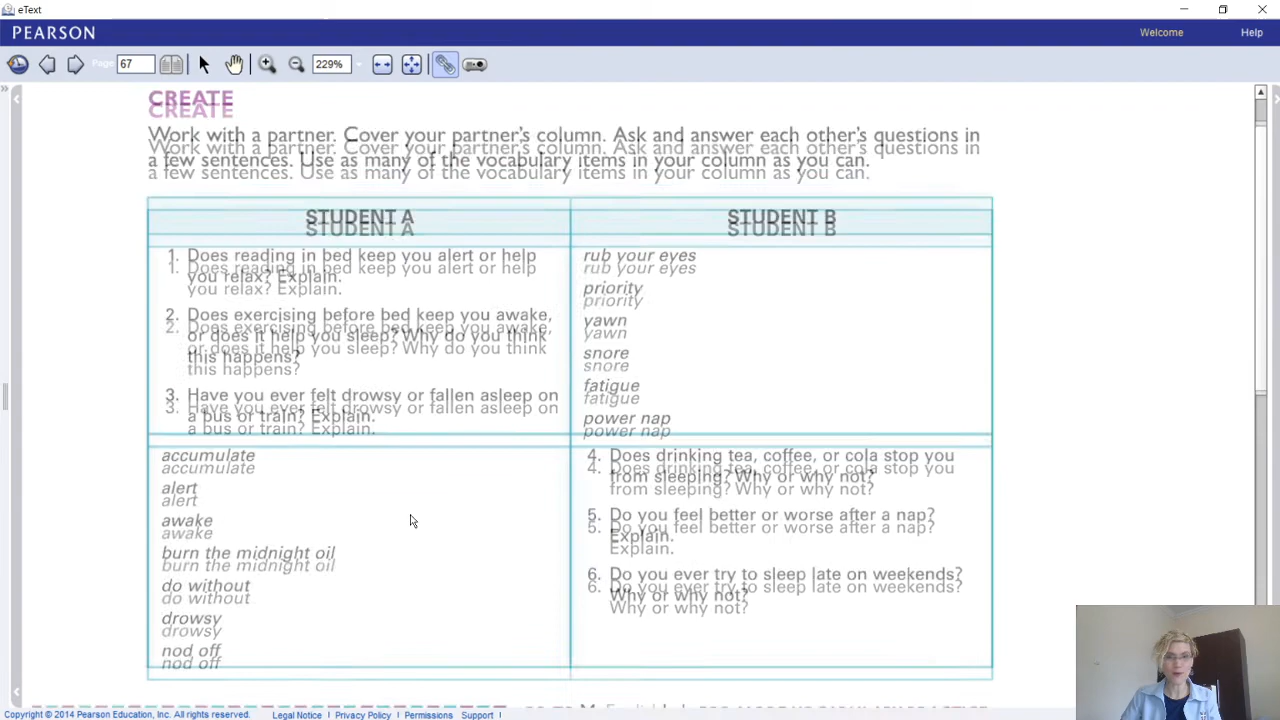 eText
PEARSON
Welcome
Help
Page 67
229%
CREATE
Work with a partner. Cover your partner's column. Ask and answer each other's questions in
a few sentences. Use as many of the vocabulary items in your column as you can.
STUDENT A
1. Does reading in bed keep you alert or help
you relax? Explain.
2. Does exercising before bed keep you awake,
or does it help you sleep? Why do you think
this happens?
3. Have you ever felt drowsy or fallen asleep on
a bus or train? Explain.
STUDENT B
rub your eyes
priority
yawn
snore
fatigue
power nap
accumulate
alert
awake
burn the midnight oil
do without
drowsy
nod off
4. Does drinking tea, coffee, or cola stop you
from sleeping? Why or why not?
5. Do you feel better or worse after a nap?
Explain.
6. Do you ever try to sleep late on weekends?
Why or why not?
Copyright © 2014 Pearson Education, Inc. All rights reserved.
Legal Notice | Privacy Policy | Permissions Support |